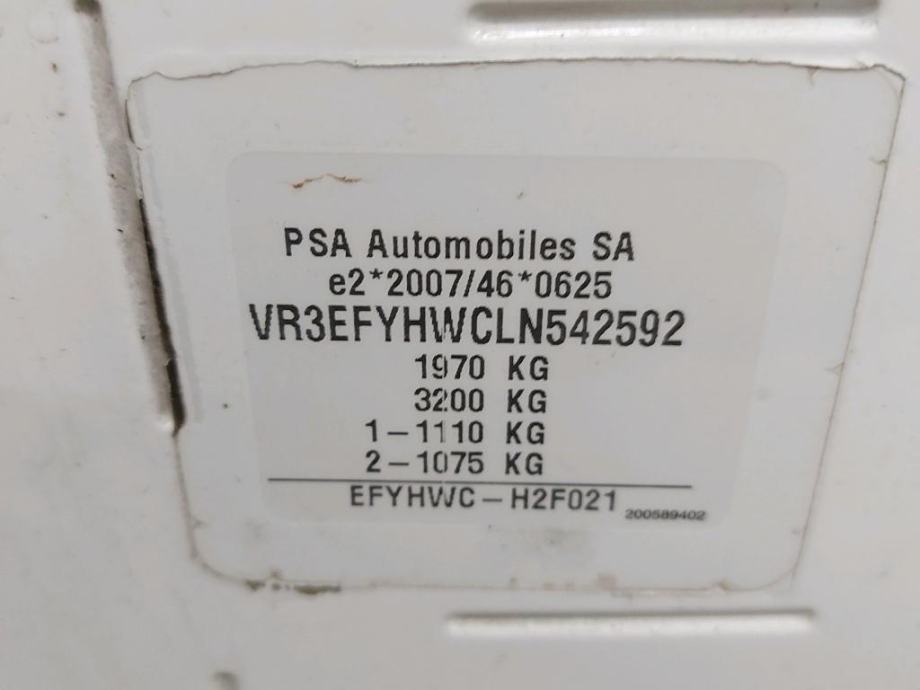 PSA Automobiles SA
e2*2007/46*0625
VR3EFYHWCLN542592
1970 KG
3200 KG
1-1110 KG
2-1075 KG
EFYHWC-H2F021
200589402